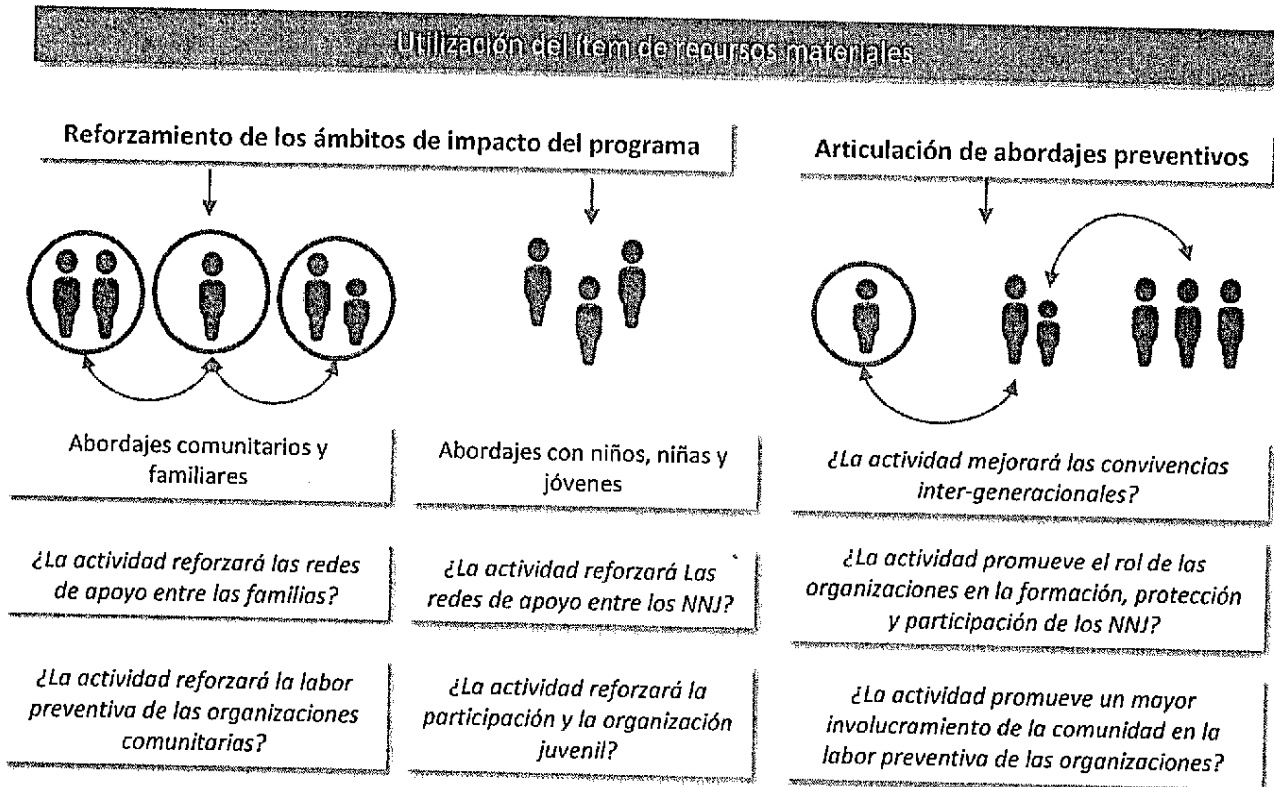 Utilización del ítem de recursos materiales
Reforzamiento de los ámbitos de impacto del programa
Articulación de abordajes preventivos
Abordajes comunitarios y
familiares
¿La actividad reforzará las redes
de apoyo entre las familias?
¿La actividad reforzará la labor
preventiva de las organizaciones
comunitarias?
Abordajes con niños, niñas y
jóvenes
¿La actividad reforzará Las
redes de apoyo entre los NNJ?
¿La actividad reforzará la
participación y la organización
juvenil?
¿La actividad mejorará las convivencias
inter-generacionales?
¿La actividad promueve el rol de las
organizaciones en la formación, protección
y participación de los NNJ?
¿La actividad promueve un mayor
involucramiento de la comunidad en la
labor preventiva de las organizaciones?